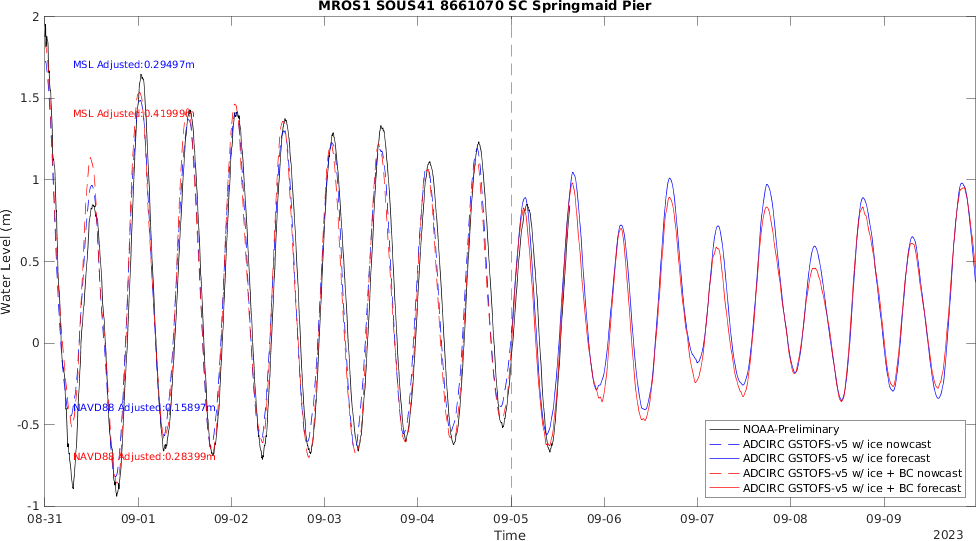 MROS1 SOUS41 8661070 SC Springmaid Pier
2
1.5
1
0.5
0
-0.5
-1
Water Level (m)
MSL Adjusted:0.29497m
MSL Adjusted:0.41999m
NAVD88 Adjusted:0.15897m
NAVD88 Adjusted:0.28399m
NOAA-Preliminary
ADCIRC GSTOFS-v5 w/ ice nowcast
ADCIRC GSTOFS-v5 w/ ice forecast
ADCIRC GSTOFS-v5 w/ ice + BC nowcast
ADCIRC GSTOFS-v5 w/ ice + BC forecast
08-31 09-01 09-02 09-03 09-04 09-05 09-06 09-07 09-08 09-09
Time
2023